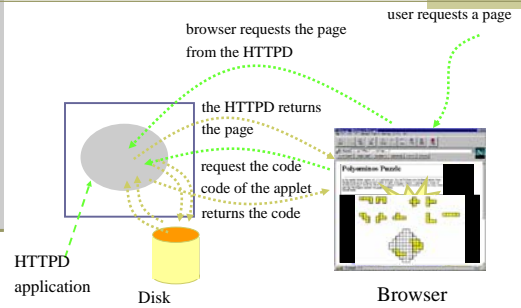 user requests a page
browser requests the page
from the HTTPD
the HTTPD returns
the page
request the code
code of the applet
returns the code
Polyominos Puzzle
HTTPD
application
Disk
Browser